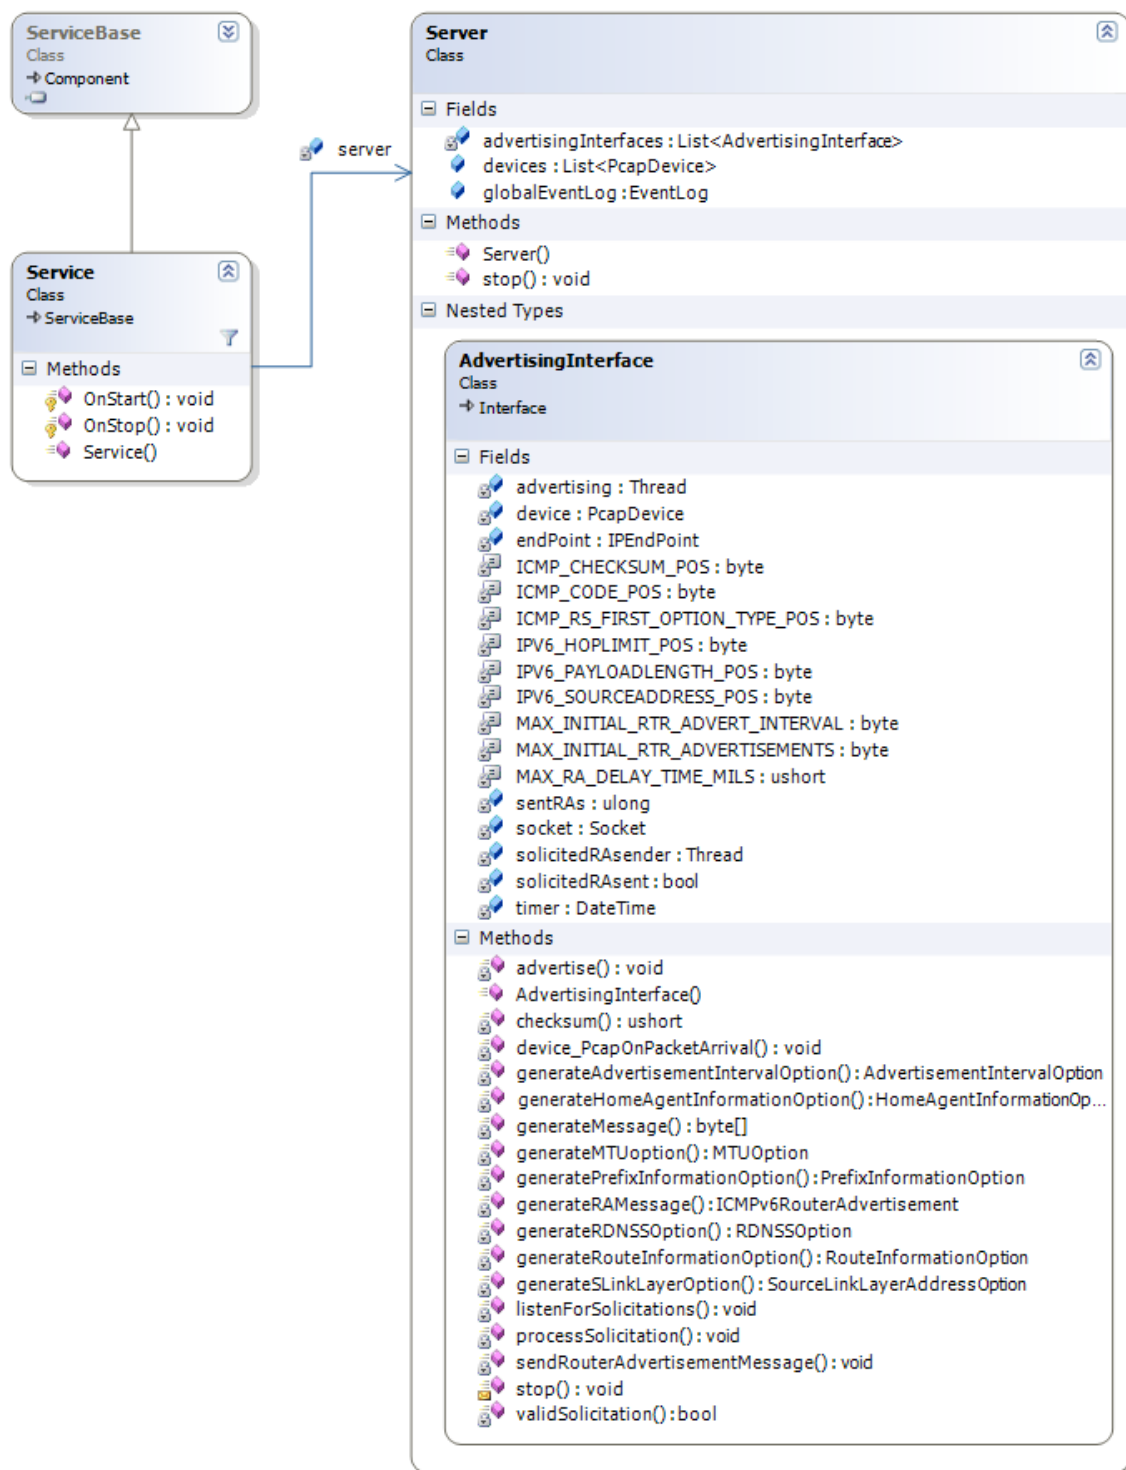 ServiceBase
Class
Component
server
Service
Class
ServiceBase
Methods
OnStart() : void
OnStop() : void
Service()
Server
Class
Fields
advertisingInterfaces : List<AdvertisingInterface>
devices : List<PcapDevice>
globalEventLog : EventLog
Methods
Server()
stop() : void
Nested Types
AdvertisingInterface
Class
Interface
Fields
advertising : Thread
device : PcapDevice
endPoint : IPEndPoint
ICMP_CHECKSUM_POS : byte
ICMP_CODE_POS : byte
ICMP_RS_FIRST_OPTION_TYPE_POS : byte
IPV6_HOPLIMIT_POS : byte
IPV6_PAYLOADLENGTH_POS : byte
IPV6_SOURCEADDRESS_POS : byte
MAX_INITIAL_RTR_ADVERT_INTERVAL : byte
MAX_INITIAL_RTR_ADVERTISEMENTS : byte
MAX_RA_DELAY_TIME_MILS : ushort
sentRAs : ulong
socket : Socket
solicitedRAsender : Thread
solicitedRAsent : bool
timer : DateTime
Methods
advertise() : void
AdvertisingInterface()
checksum() : ushort
device_PcapOnPacketArrival() : void
generateAdvertisementIntervalOption() : AdvertisementIntervalOption
generateHomeAgentInformationOption() : HomeAgentInformationOp...
generateMessage() : byte[]
generateMTUoption() : MTUOption
generatePrefixInformationOption() : PrefixInformationOption
generateRAMessage() : ICMPv6RouterAdvertisement
generateRDNSSOption() : RDNSSOption
generateRouteInformationOption() : RouteInformationOption
generateSLinkLayerOption() : SourceLinkLayerAddressOption
listenForSolicitations() : void
processSolicitation() : void
sendRouterAdvertisementMessage() : void
stop() : void
validSolicitation() : bool